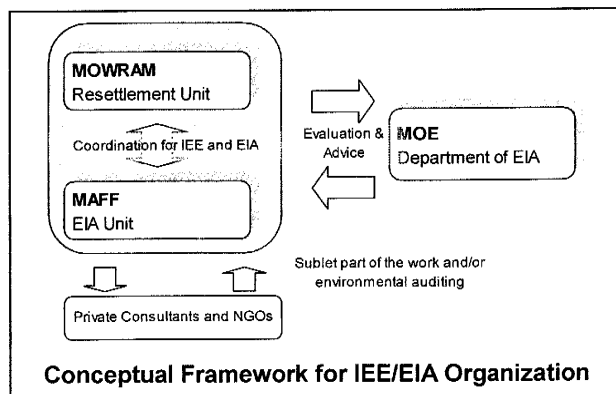 MOWRAM
Resettlement Unit
Coordination for IEE and EIA
MAFF
EIA Unit
Evaluation &
Advice
MOE
Department of EIA
Sublet part of the work and/or
environmental auditing
Private Consultants and NGOs
Conceptual Framework for IEE/EIA Organization